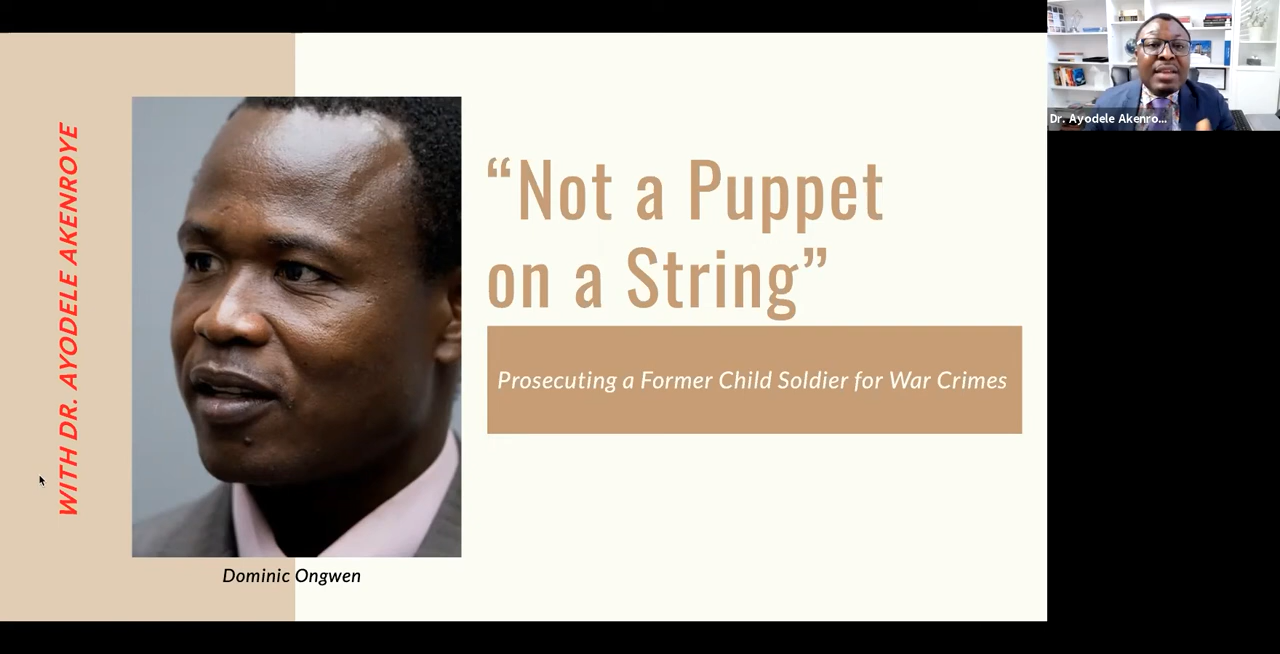 WITH DR. AYODELE AKENROYE
“Not a Puppet
on a String”
Prosecuting a Former Child Soldier for War Crimes
Dominic Ongwen
Dr. Ayodele Akenro...